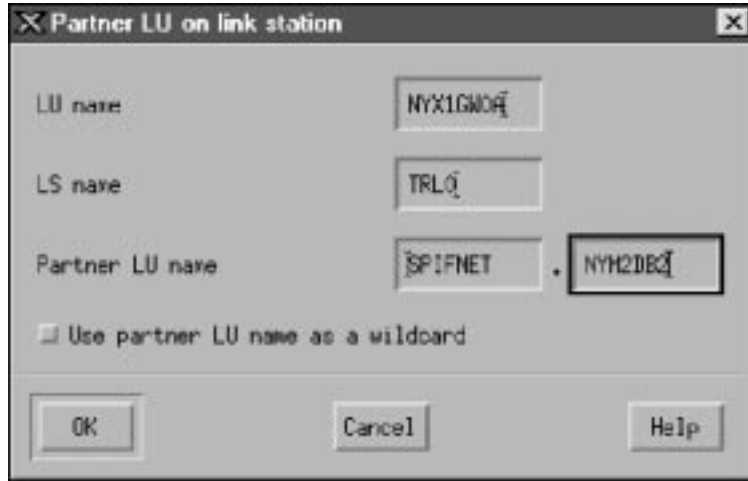 Partner LU on link station
LU name NYX1GW0A
LS name TRL0
Partner LU name SPIFNET . NYM2DB2
Use partner LU name as a wildcard
OK Cancel Help